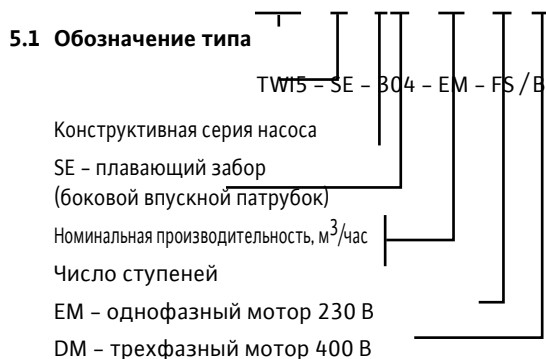 5.1 Обозначение типа
TWI5 – SE – 304 – EM – FS / B
Конструктивная серия насоса
SE – плавающий забор
(боковой впускной патрубок)
Номинальная производительность, м³/час
Число ступеней
EM – однофазный мотор 230 В
DM – трехфазный мотор 400 В